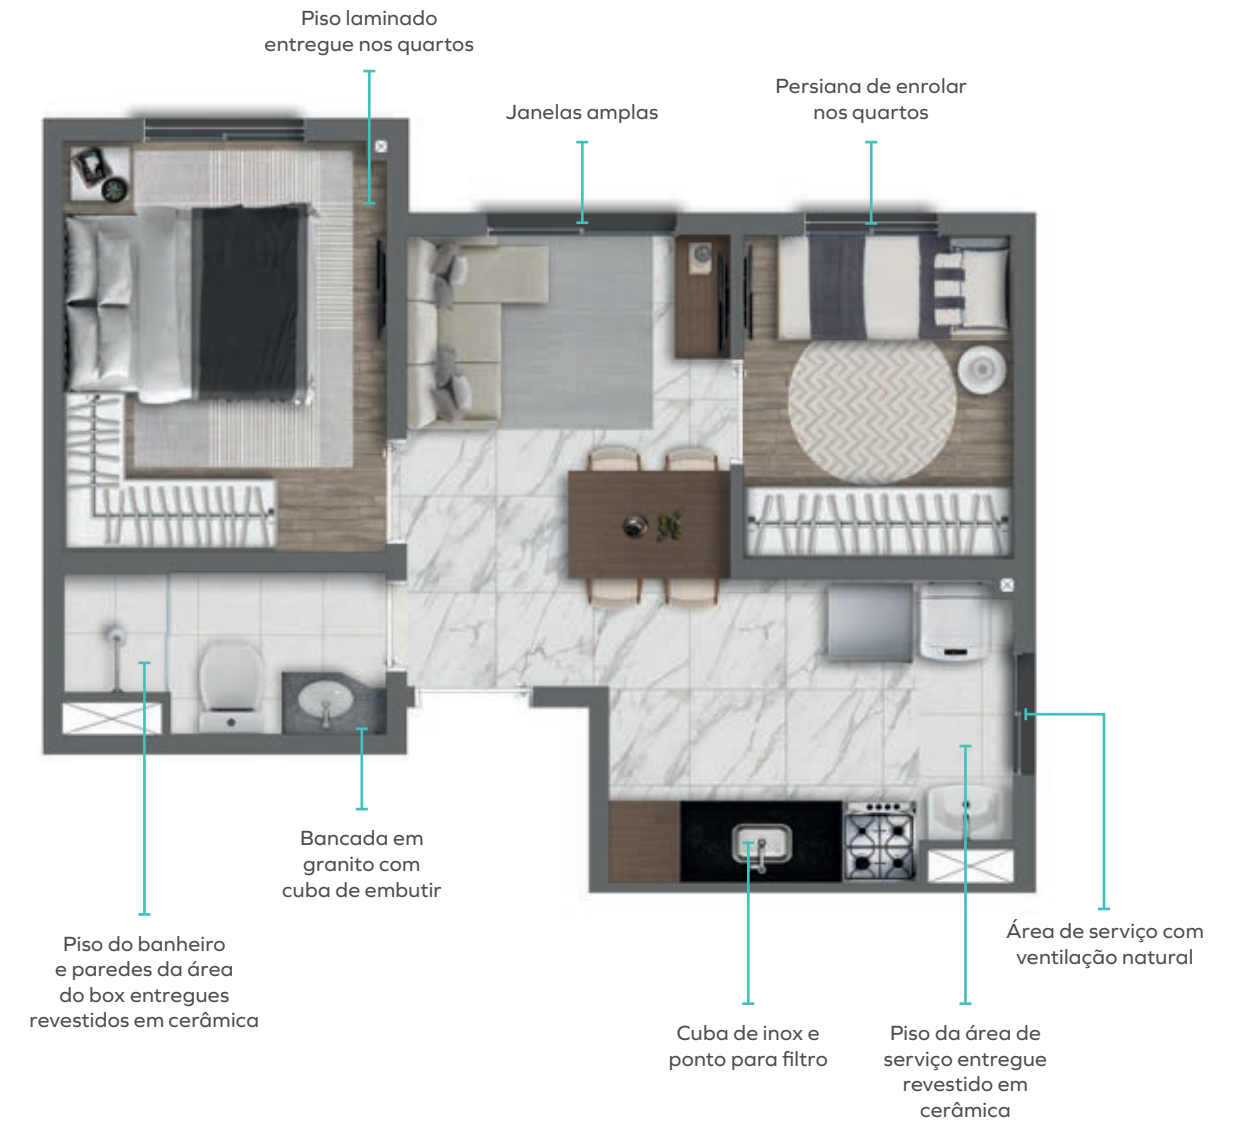 Piso laminado
entregue nos quartos
Janelas amplas
Persiana de enrolar
nos quartos
Bancada em
granito com
cuba de embutir
Piso do banheiro
e paredes da área
do box entregues
revestidos em cerâmica
Área de serviço com
ventilação natural
Cuba de inox e
ponto para filtro
Piso da área de
serviço entregue
revestido em
cerâmica